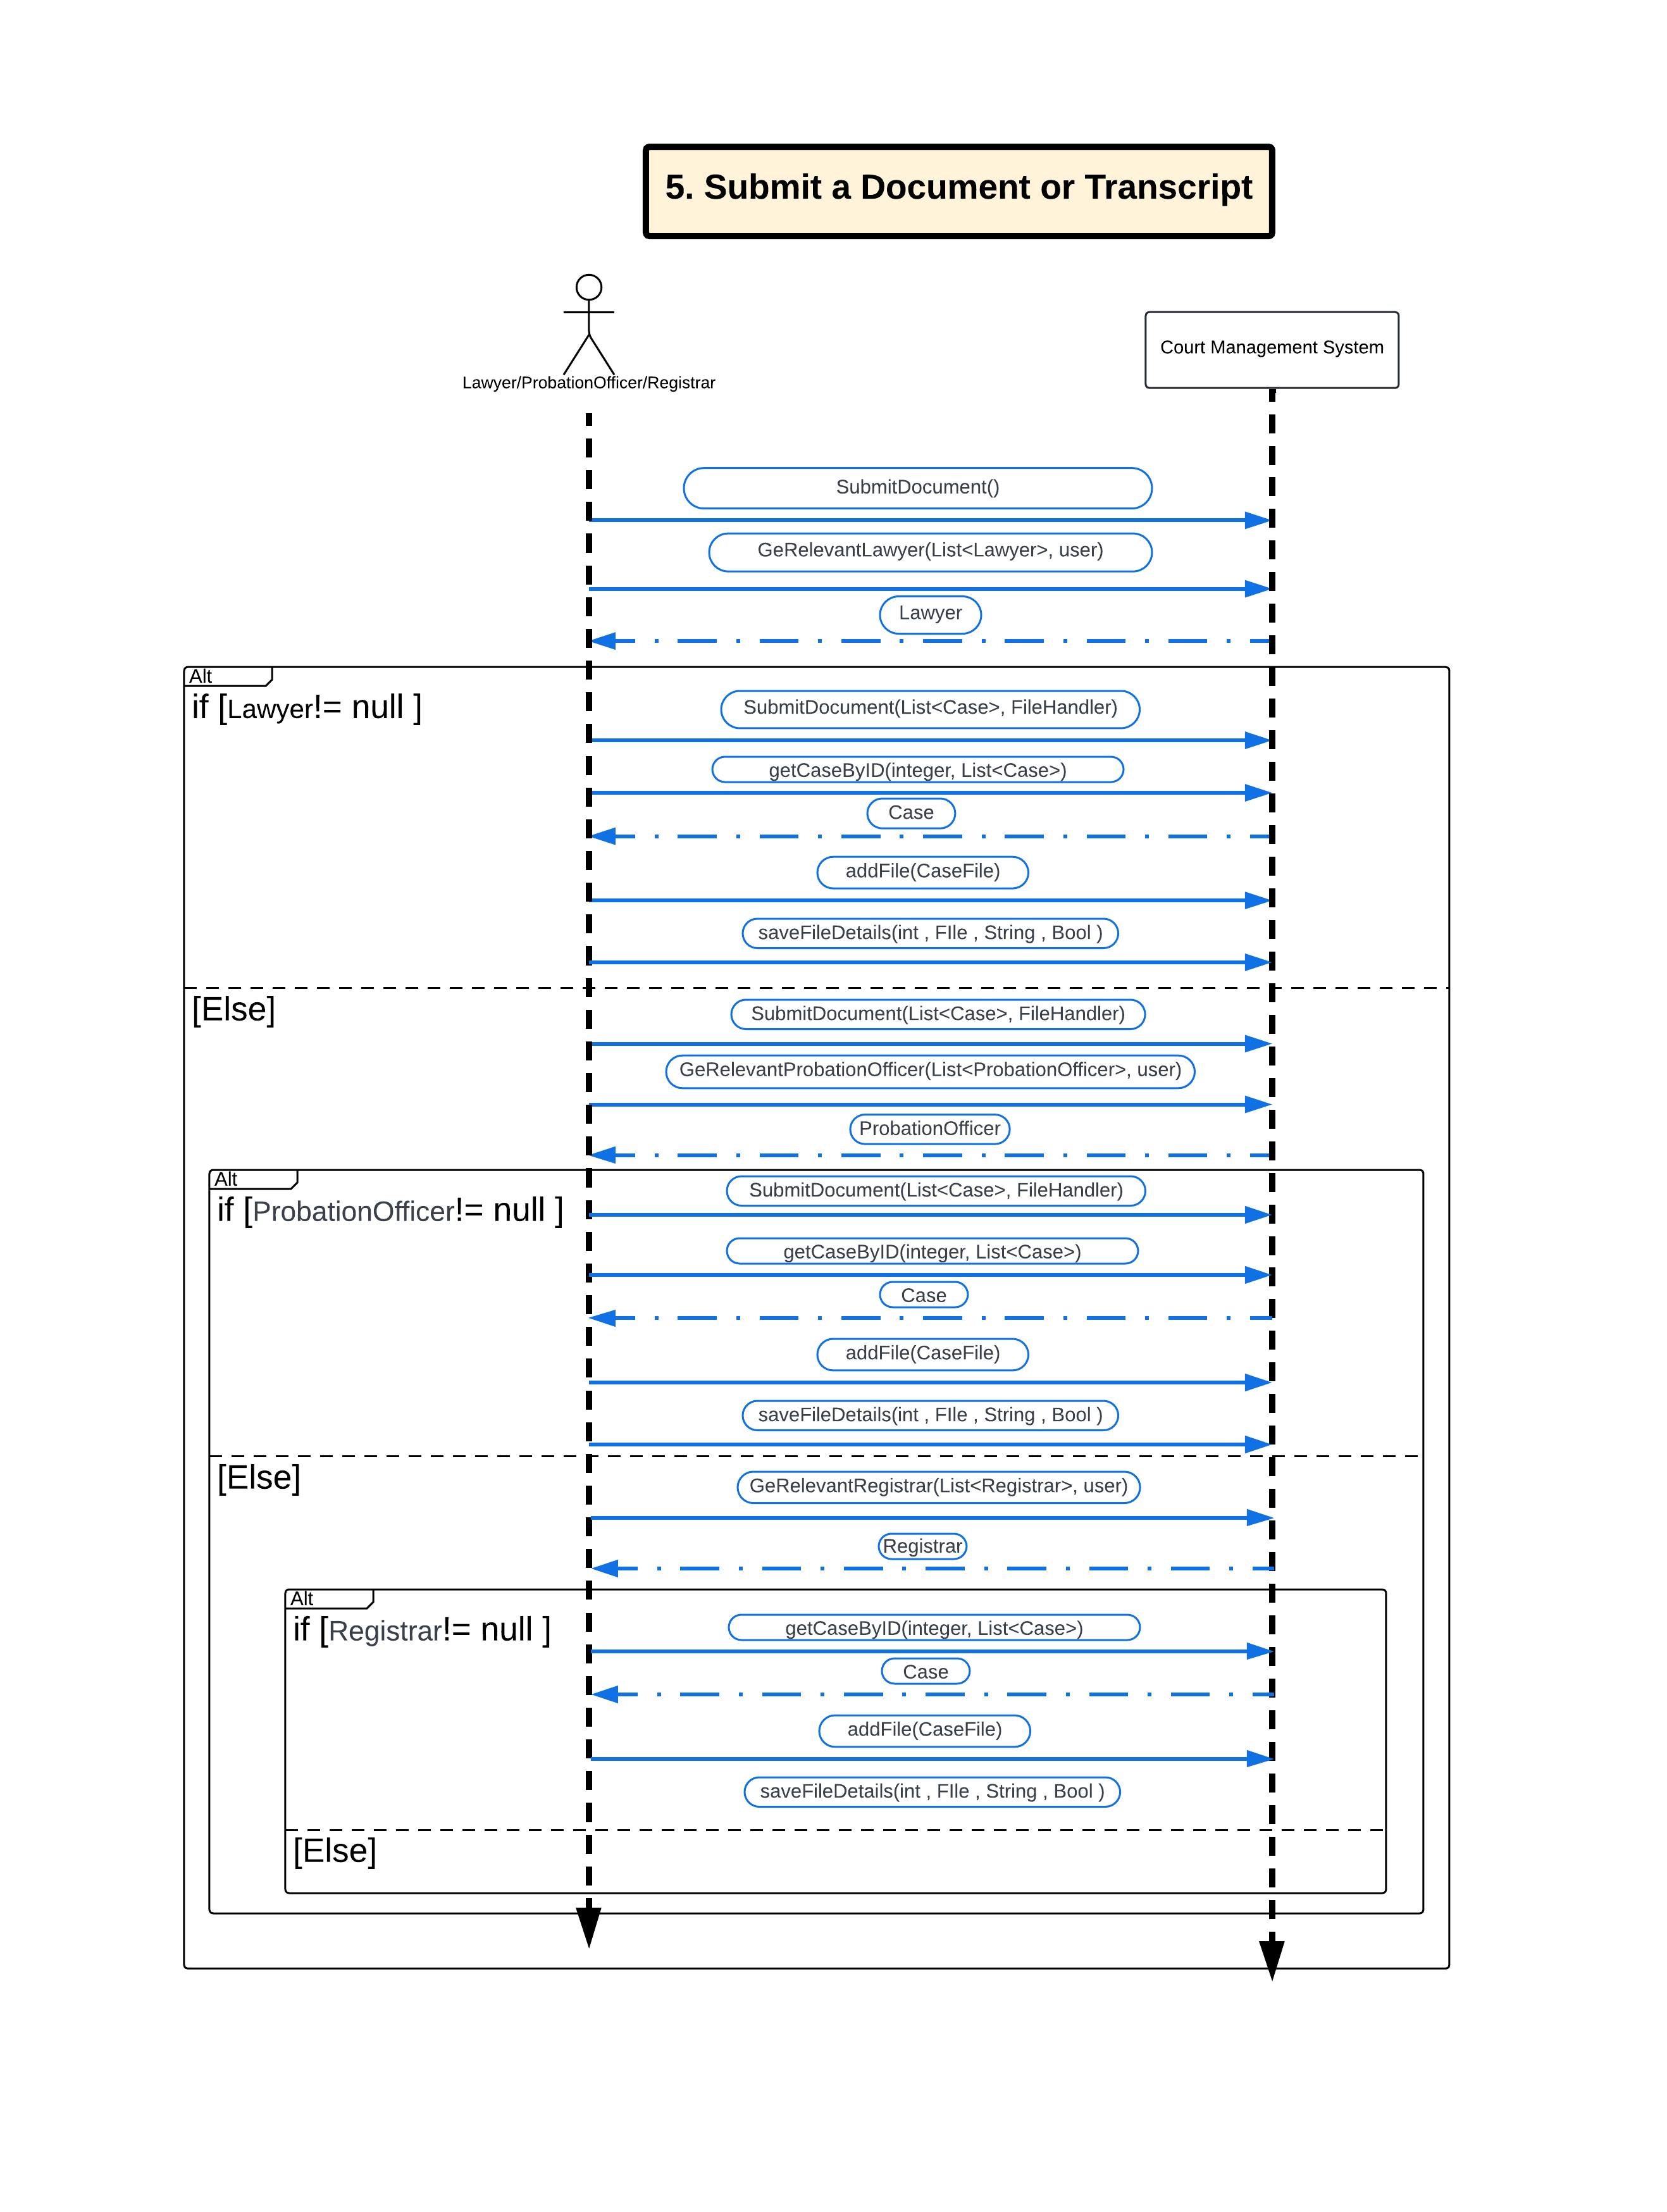 5. Submit a Document or Transcript
Lawyer/ProbationOfficer/Registrar
Court Management System
SubmitDocument()
GeRelevantLawyer(List<Lawyer>, user)
Lawyer
Alt
if [Lawyer!= null ]
SubmitDocument(List<Case>, FileHandler)
getCaseByID(integer, List<Case>)
Case
addFile(CaseFile)
saveFileDetails(int , FIle , String , Bool )
[Else]
SubmitDocument(List<Case>, FileHandler)
GeRelevantProbationOfficer(List<ProbationOfficer>, user)
ProbationOfficer
Alt
if [ProbationOfficer!= null ]
SubmitDocument(List<Case>, FileHandler)
getCaseByID(integer, List<Case>)
Case
addFile(CaseFile)
saveFileDetails(int , FIle , String , Bool )
[Else]
GeRelevantRegistrar(List<Registrar>, user)
Registrar
Alt
if [Registrar!= null ]
getCaseByID(integer, List<Case>)
Case
addFile(CaseFile)
saveFileDetails(int , FIle , String , Bool )
[Else]